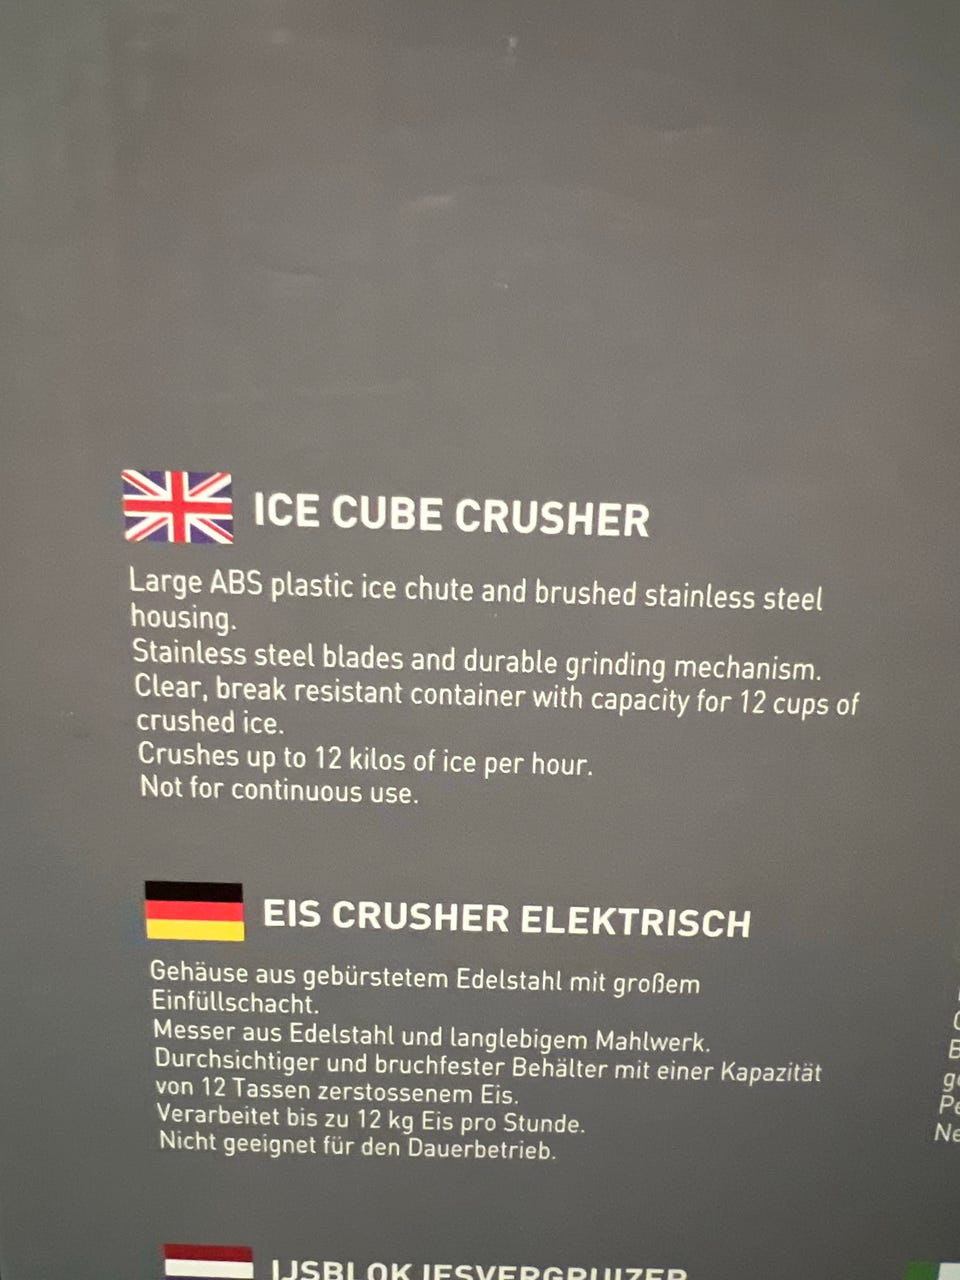 ICE CUBE CRUSHER
Large ABS plastic ice chute and brushed stainless steel
housing.
Stainless steel blades and durable grinding mechanism.
Clear, break resistant container with capacity for 12 cups of
crushed ice.
Crushes up to 12 kilos of ice per hour.
Not for continuous use.
EIS CRUSHER ELEKTRISCH
Gehäuse aus gebürstetem Edelstahl mit großem
Einfüllschacht.
Messer aus Edelstahl und langlebigem Mahlwerk.
Durchsichtiger und bruchfester Behälter mit einer Kapazität
von 12 Tassen zerstossenem Eis.
Verarbeitet bis zu 12 kg Eis pro Stunde.
Nicht geeignet für den Dauerbetrieb.
IJSBLOKJESVERGRUIZER